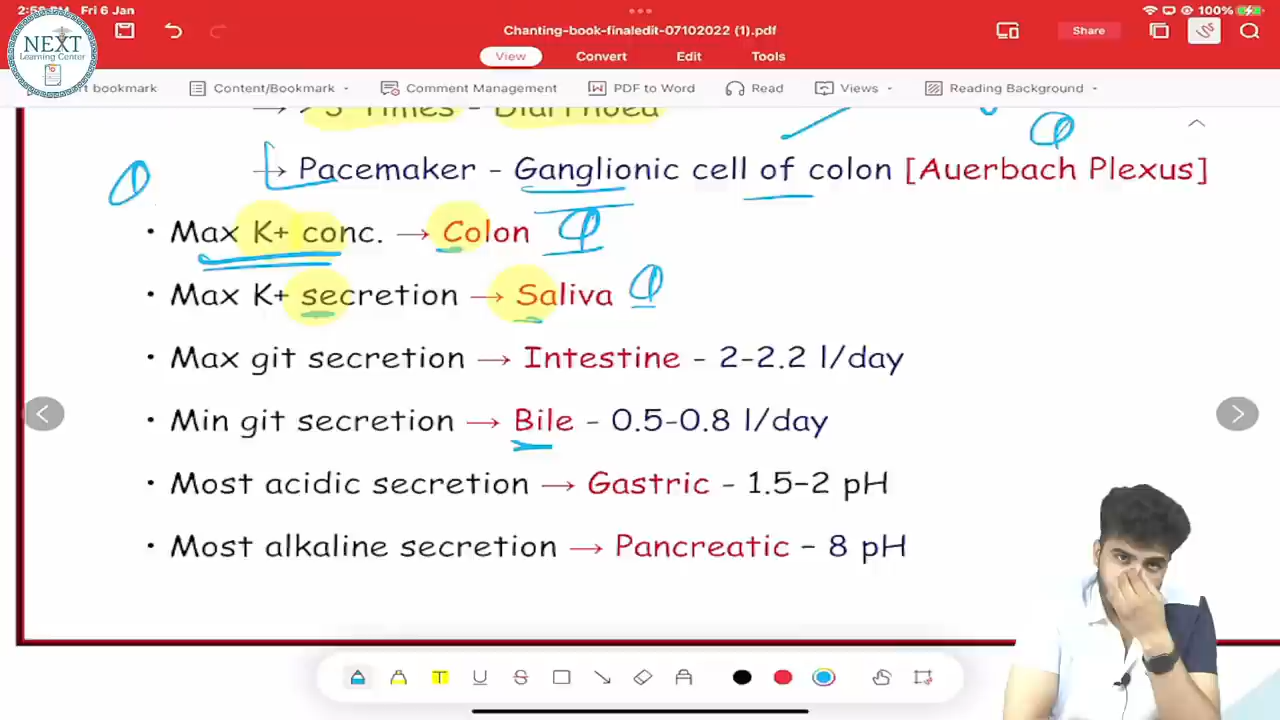 2:56 PM Fri 6 Jan
100%
NEXT
Learning Center
Chanting-book-finaledit-07102022 (1).pdf
Share
View Convert Edit Tools
bookmark Content/Bookmark Comment Management PDF to Word Read Views Reading Background
Times - Diarrhoea
→ Pacemaker - Ganglionic cell of colon [Auerbach Plexus]
• Max K+ conc. → Colon
• Max K+ secretion → Saliva
• Max git secretion → Intestine - 2-2.2 l/day
• Min git secretion → Bile - 0.5-0.8 l/day
• Most acidic secretion → Gastric - 1.5-2 pH
• Most alkaline secretion → Pancreatic - 8 pH